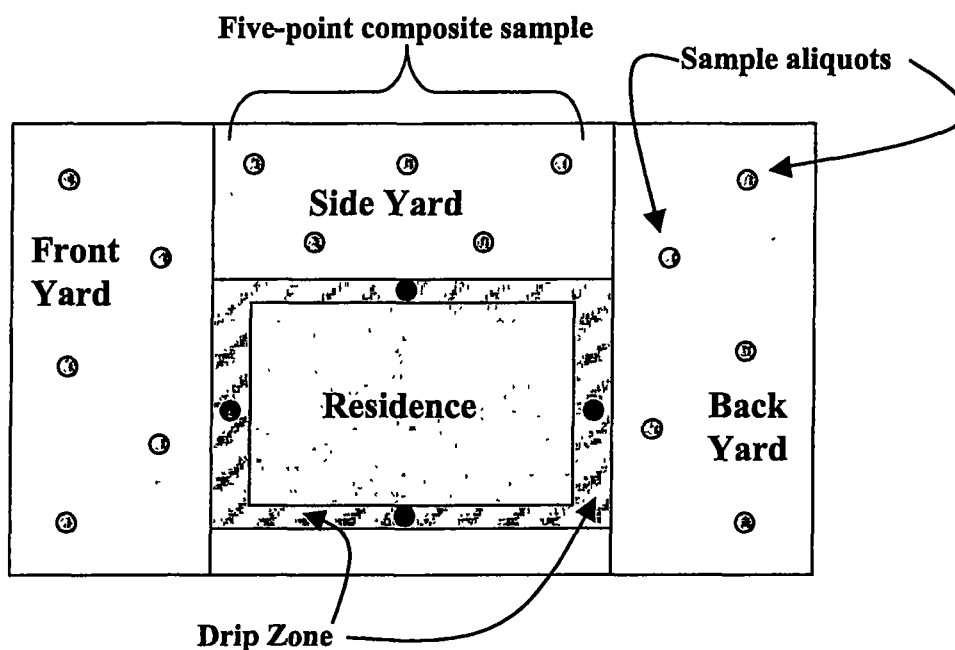 Five-point composite sample
Sample aliquots
Side Yard
Front
Yard
Residence
Back
Yard
Drip Zone